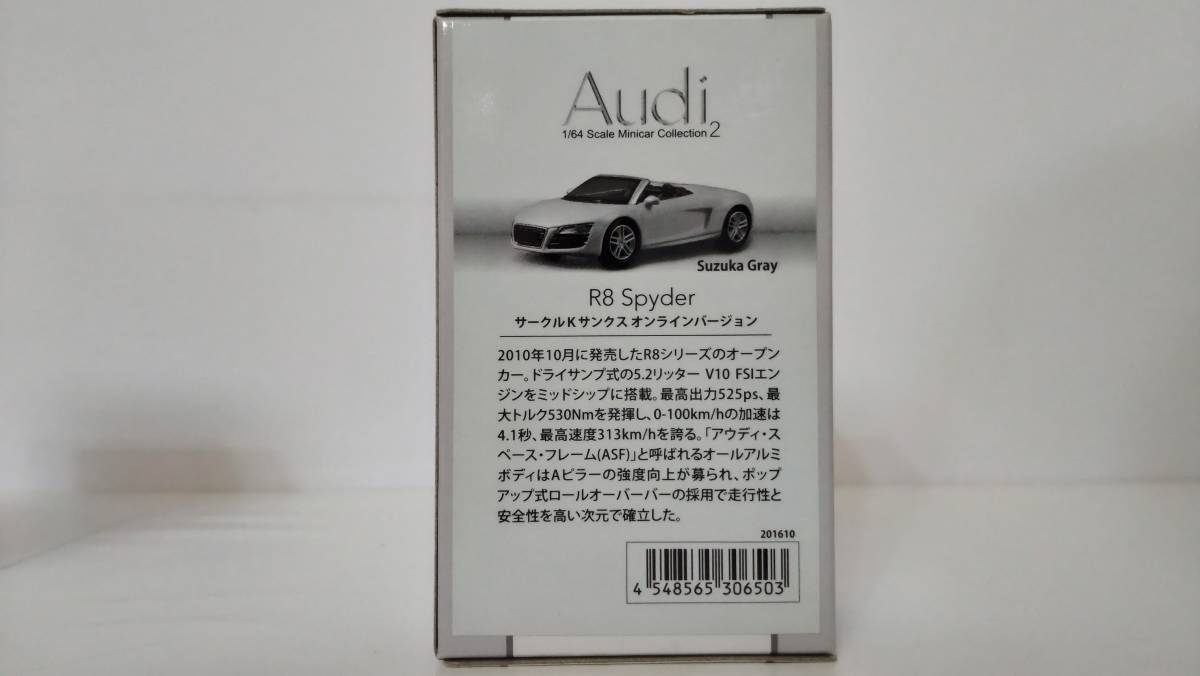 Audi
1/64 Scale Minicar Collection 2
Suzuka Gray
R8 Spyder
サークルK サンクス オンラインバージョン
2010年10月に発売したR8シリーズのオープン
カー。ドライサンプ式の5.2リッター V10 FSIエン
ジンをミッドシップに搭載。最高出力525ps、最
大トルク530Nmを発揮し、0-100km/hの加速は
4.1秒、最高速度313km/hを誇る。「アウディ・ス
ペース・フレーム(ASF)」と呼ばれるオールアルミ
ボディはAピラーの強度向上が募られ、ポップ
アップ式ロールオーバーバーの採用で走行性と
安全性を高い次元で確立した。
201610
4 548565 306503